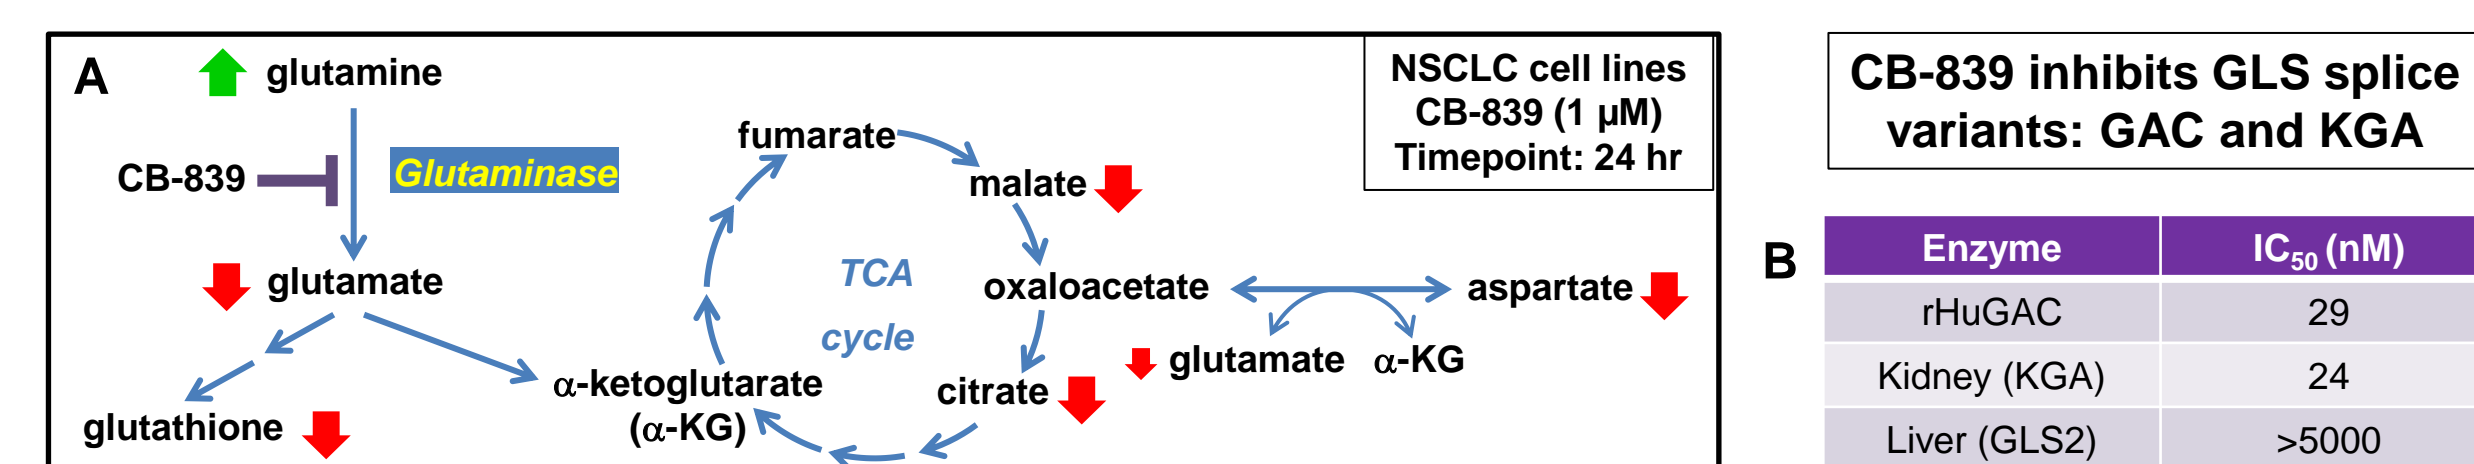 A
glutamine
CB-839
Glutaminase
glutamate
glutathione
α-ketoglutarate
(α-KG)
fumarate
malate
TCA
cycle
oxaloacetate
aspartate
glutamate
α-KG
citrate
NSCLC cell lines
CB-839 (1 µM)
Timepoint: 24 hr
CB-839 inhibits GLS splice
variants: GAC and KGA
B
Enzyme IC50 (nM)
rHuGAC 29
Kidney (KGA) 24
Liver (GLS2) >5000